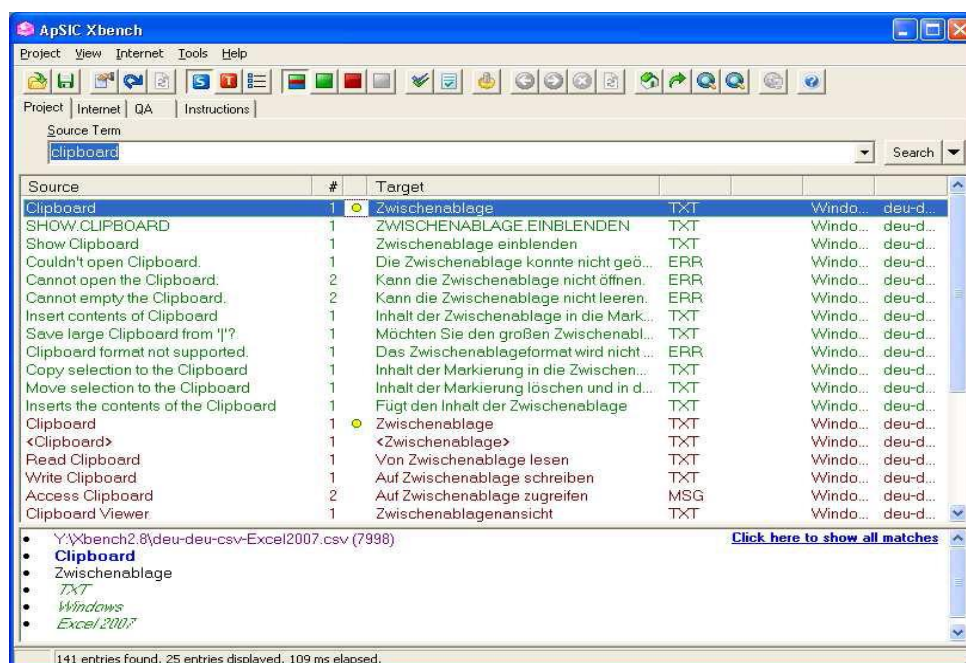 ApSIC Xbench
Project View Internet Tools Help
Project Internet QA Instructions
Source Term
clipboard Search
Source # Target
Clipboard 1 Zwischenablage TXT Windo... deu-d...
SHOW.CLIPBOARD 1 ZWISCHENABLAGE.EINBLENDEN TXT Windo... deu-d...
Show Clipboard 1 Zwischenablage einblenden TXT Windo... deu-d...
Couldn't open Clipboard. 1 Die Zwischenablage konnte nicht geö... ERR Windo... deu-d...
Cannot open the Clipboard. 2 Kann die Zwischenablage nicht öffnen. ERR Windo... deu-d...
Cannot empty the Clipboard. 2 Kann die Zwischenablage nicht leeren. ERR Windo... deu-d...
Insert contents of Clipboard 1 Inhalt der Zwischenablage in die Mark... TXT Windo... deu-d...
Save large Clipboard from '|'? 1 Möchten Sie den großen Zwischenabl... TXT Windo... deu-d...
Clipboard format not supported. 1 Das Zwischenablageformat wird nicht ... ERR Windo... deu-d...
Copy selection to the Clipboard 1 Inhalt der Markierung in die Zwischen... TXT Windo... deu-d...
Move selection to the Clipboard 1 Inhalt der Markierung löschen und in d... TXT Windo... deu-d...
Inserts the contents of the Clipboard 1 Fügt den Inhalt der Zwischenablage TXT Windo... deu-d...
Clipboard 1 Zwischenablage TXT Windo... deu-d...
<Clipboard> 1 <Zwischenablage> TXT Windo... deu-d...
Read Clipboard 1 Von Zwischenablage lesen TXT Windo... deu-d...
Write Clipboard 1 Auf Zwischenablage schreiben TXT Windo... deu-d...
Access Clipboard 2 Auf Zwischenablage zugreifen MSG Windo... deu-d...
Clipboard Viewer 1 Zwischenablagenansicht TXT Windo... deu-d...
Y:\Xbench2.8\deu-deu-csv-Excel2007.csv (7998) Click here to show all matches
Clipboard
Zwischenablage
TXT
Windows
Excel 2007
141 entries found. 25 entries displayed. 109 ms elapsed.